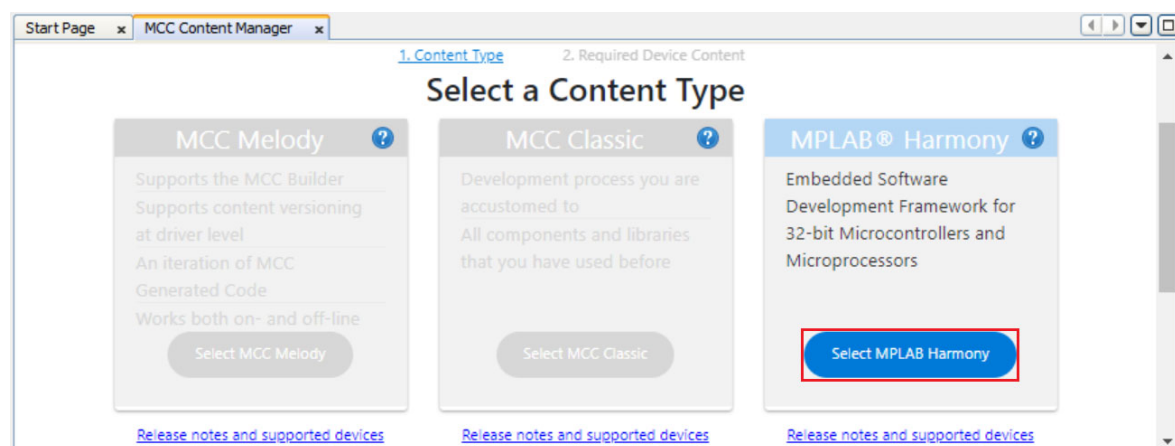 Start Page x MCC Content Manager x
1. Content Type 2. Required Device Content
Select a Content Type
MCC Melody ?
Supports the MCC Builder
Supports content versioning
at driver level
An iteration of MCC
Generated Code
Works both on- and off-line
Select MCC Melody
Release notes and supported devices
MCC Classic ?
Development process you are
accustomed to
All components and libraries
that you have used before
Select MCC Classic
Release notes and supported devices
MPLAB® Harmony ?
Embedded Software
Development Framework for
32-bit Microcontrollers and
Microprocessors
Select MPLAB Harmony
Release notes and supported devices